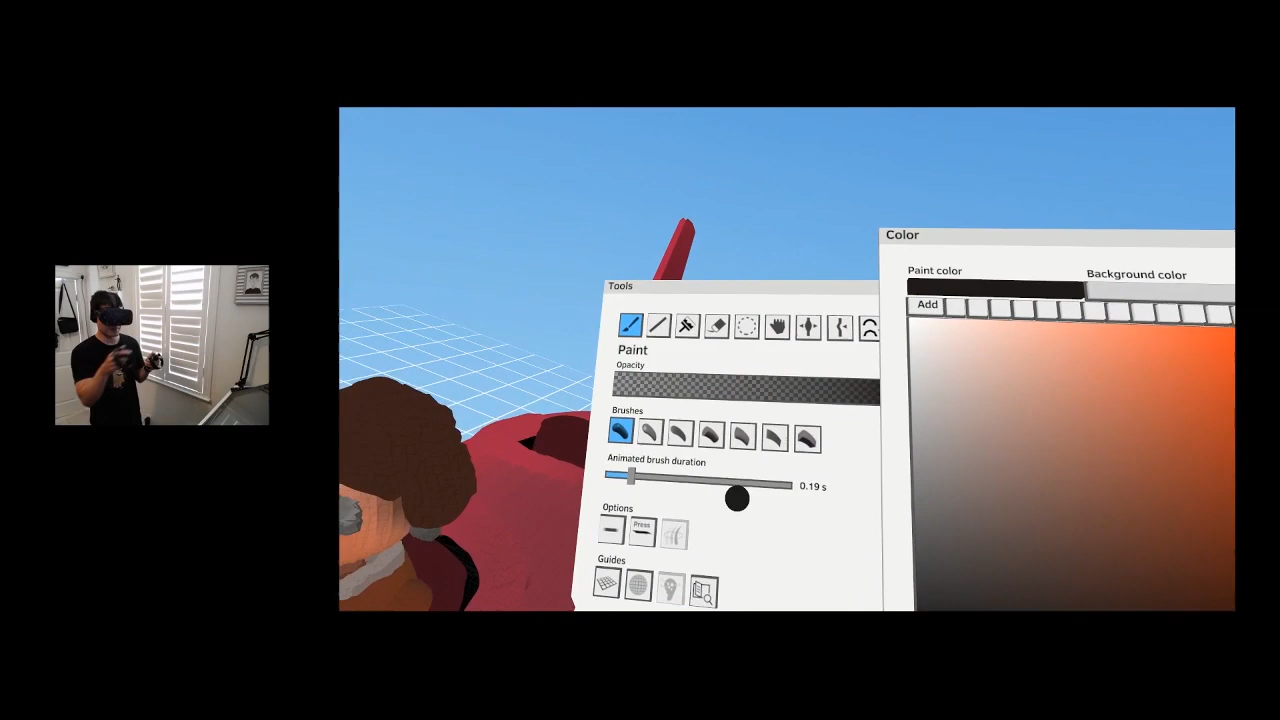 Color
Paint color
Background color
Add
Tools
Paint
Opacity
Brushes
Animated brush duration
0.19 s
Options
Press
Guides